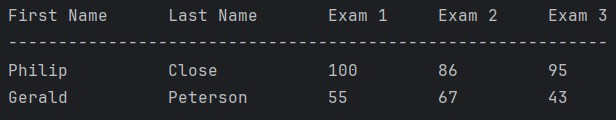 First Name      Last Name       Exam 1     Exam 2     Exam 3
------------------------------------------------------------
Philip          Close           100        86         95
Gerald          Peterson        55         67         43